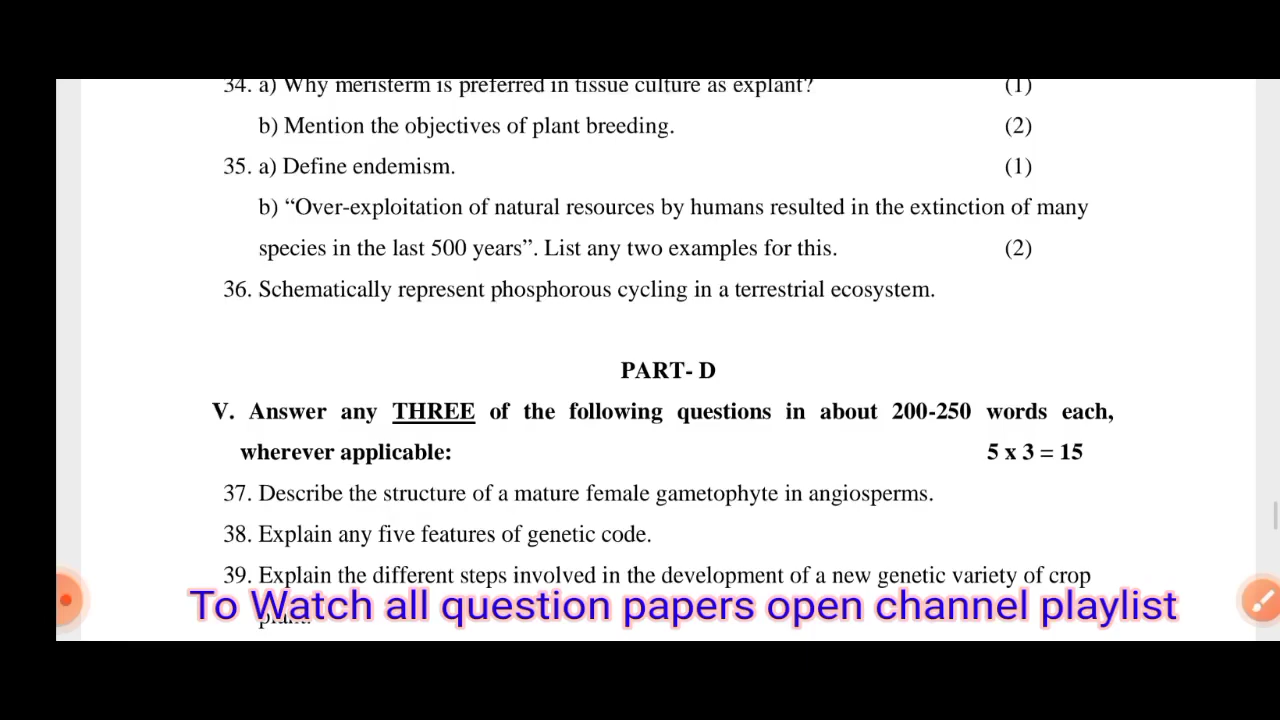 34. a) Why meristerm is preferred in tissue culture as explant? (1)
b) Mention the objectives of plant breeding. (2)
35. a) Define endemism. (1)
b) “Over-exploitation of natural resources by humans resulted in the extinction of many
species in the last 500 years”. List any two examples for this. (2)
36. Schematically represent phosphorous cycling in a terrestrial ecosystem.
PART- D
V. Answer any THREE of the following questions in about 200-250 words each,
wherever applicable: 5 x 3 = 15
37. Describe the structure of a mature female gametophyte in angiosperms.
38. Explain any five features of genetic code.
39. Explain the different steps involved in the development of a new genetic variety of crop
To Watch all question papers open channel playlist
plant.